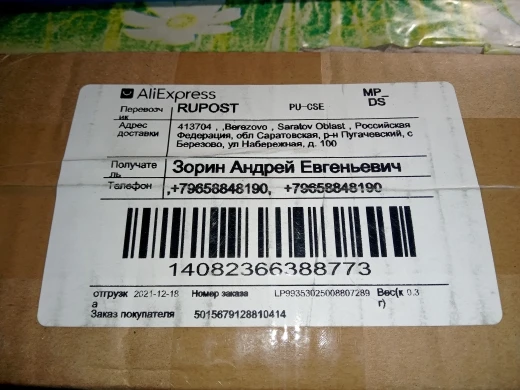 AliExpress
MP_
DS
Перевозч
ик
RUPOST
PU-CSE
Адрес
доставки
413704 , ,Berezovo , Saratov Oblast , Российская
Федерация, обл Саратовская, р-н Пугачевский, с
Березово, ул Набережная, д. 100
Получате
ль
Зорин Андрей Евгеньевич
Телефон
,+79658848190, +79658848190
14082366388773
отгрузк
а
2021-12-18
Номер заказа
LP99353025008807289
Вес(к
г)
0.3
Заказ покупателя
5015679128810414